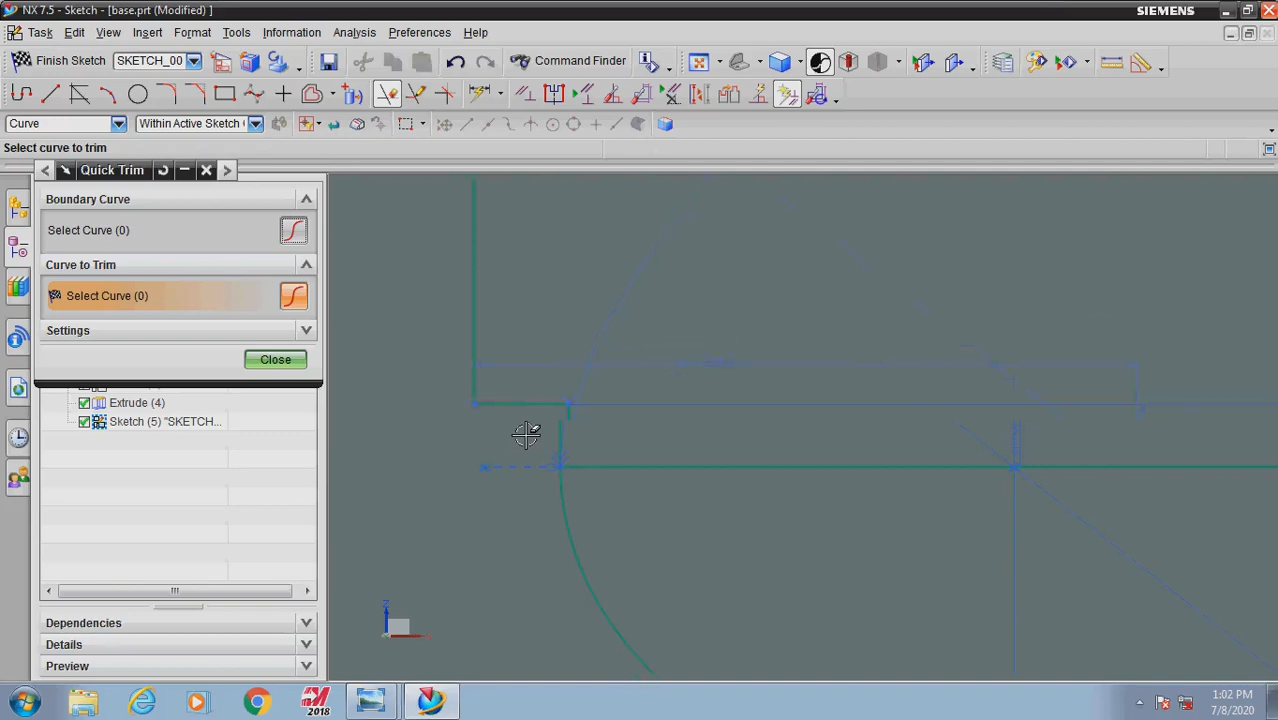 NX 7.5 - Sketch - [base.prt (Modified) ]
SIEMENS
Task Edit View Insert Format Tools Information Analysis Preferences Help
Finish Sketch SKETCH_00 Command Finder
Curve Within Active Sketch
Select curve to trim
Quick Trim
Boundary Curve
Select Curve (0)
Curve to Trim
Select Curve (0)
Settings
Close
Extrude (4)
Sketch (5) "SKETCH...
Z
Dependencies
Details
Preview
2018
1:02 PM
7/8/2020